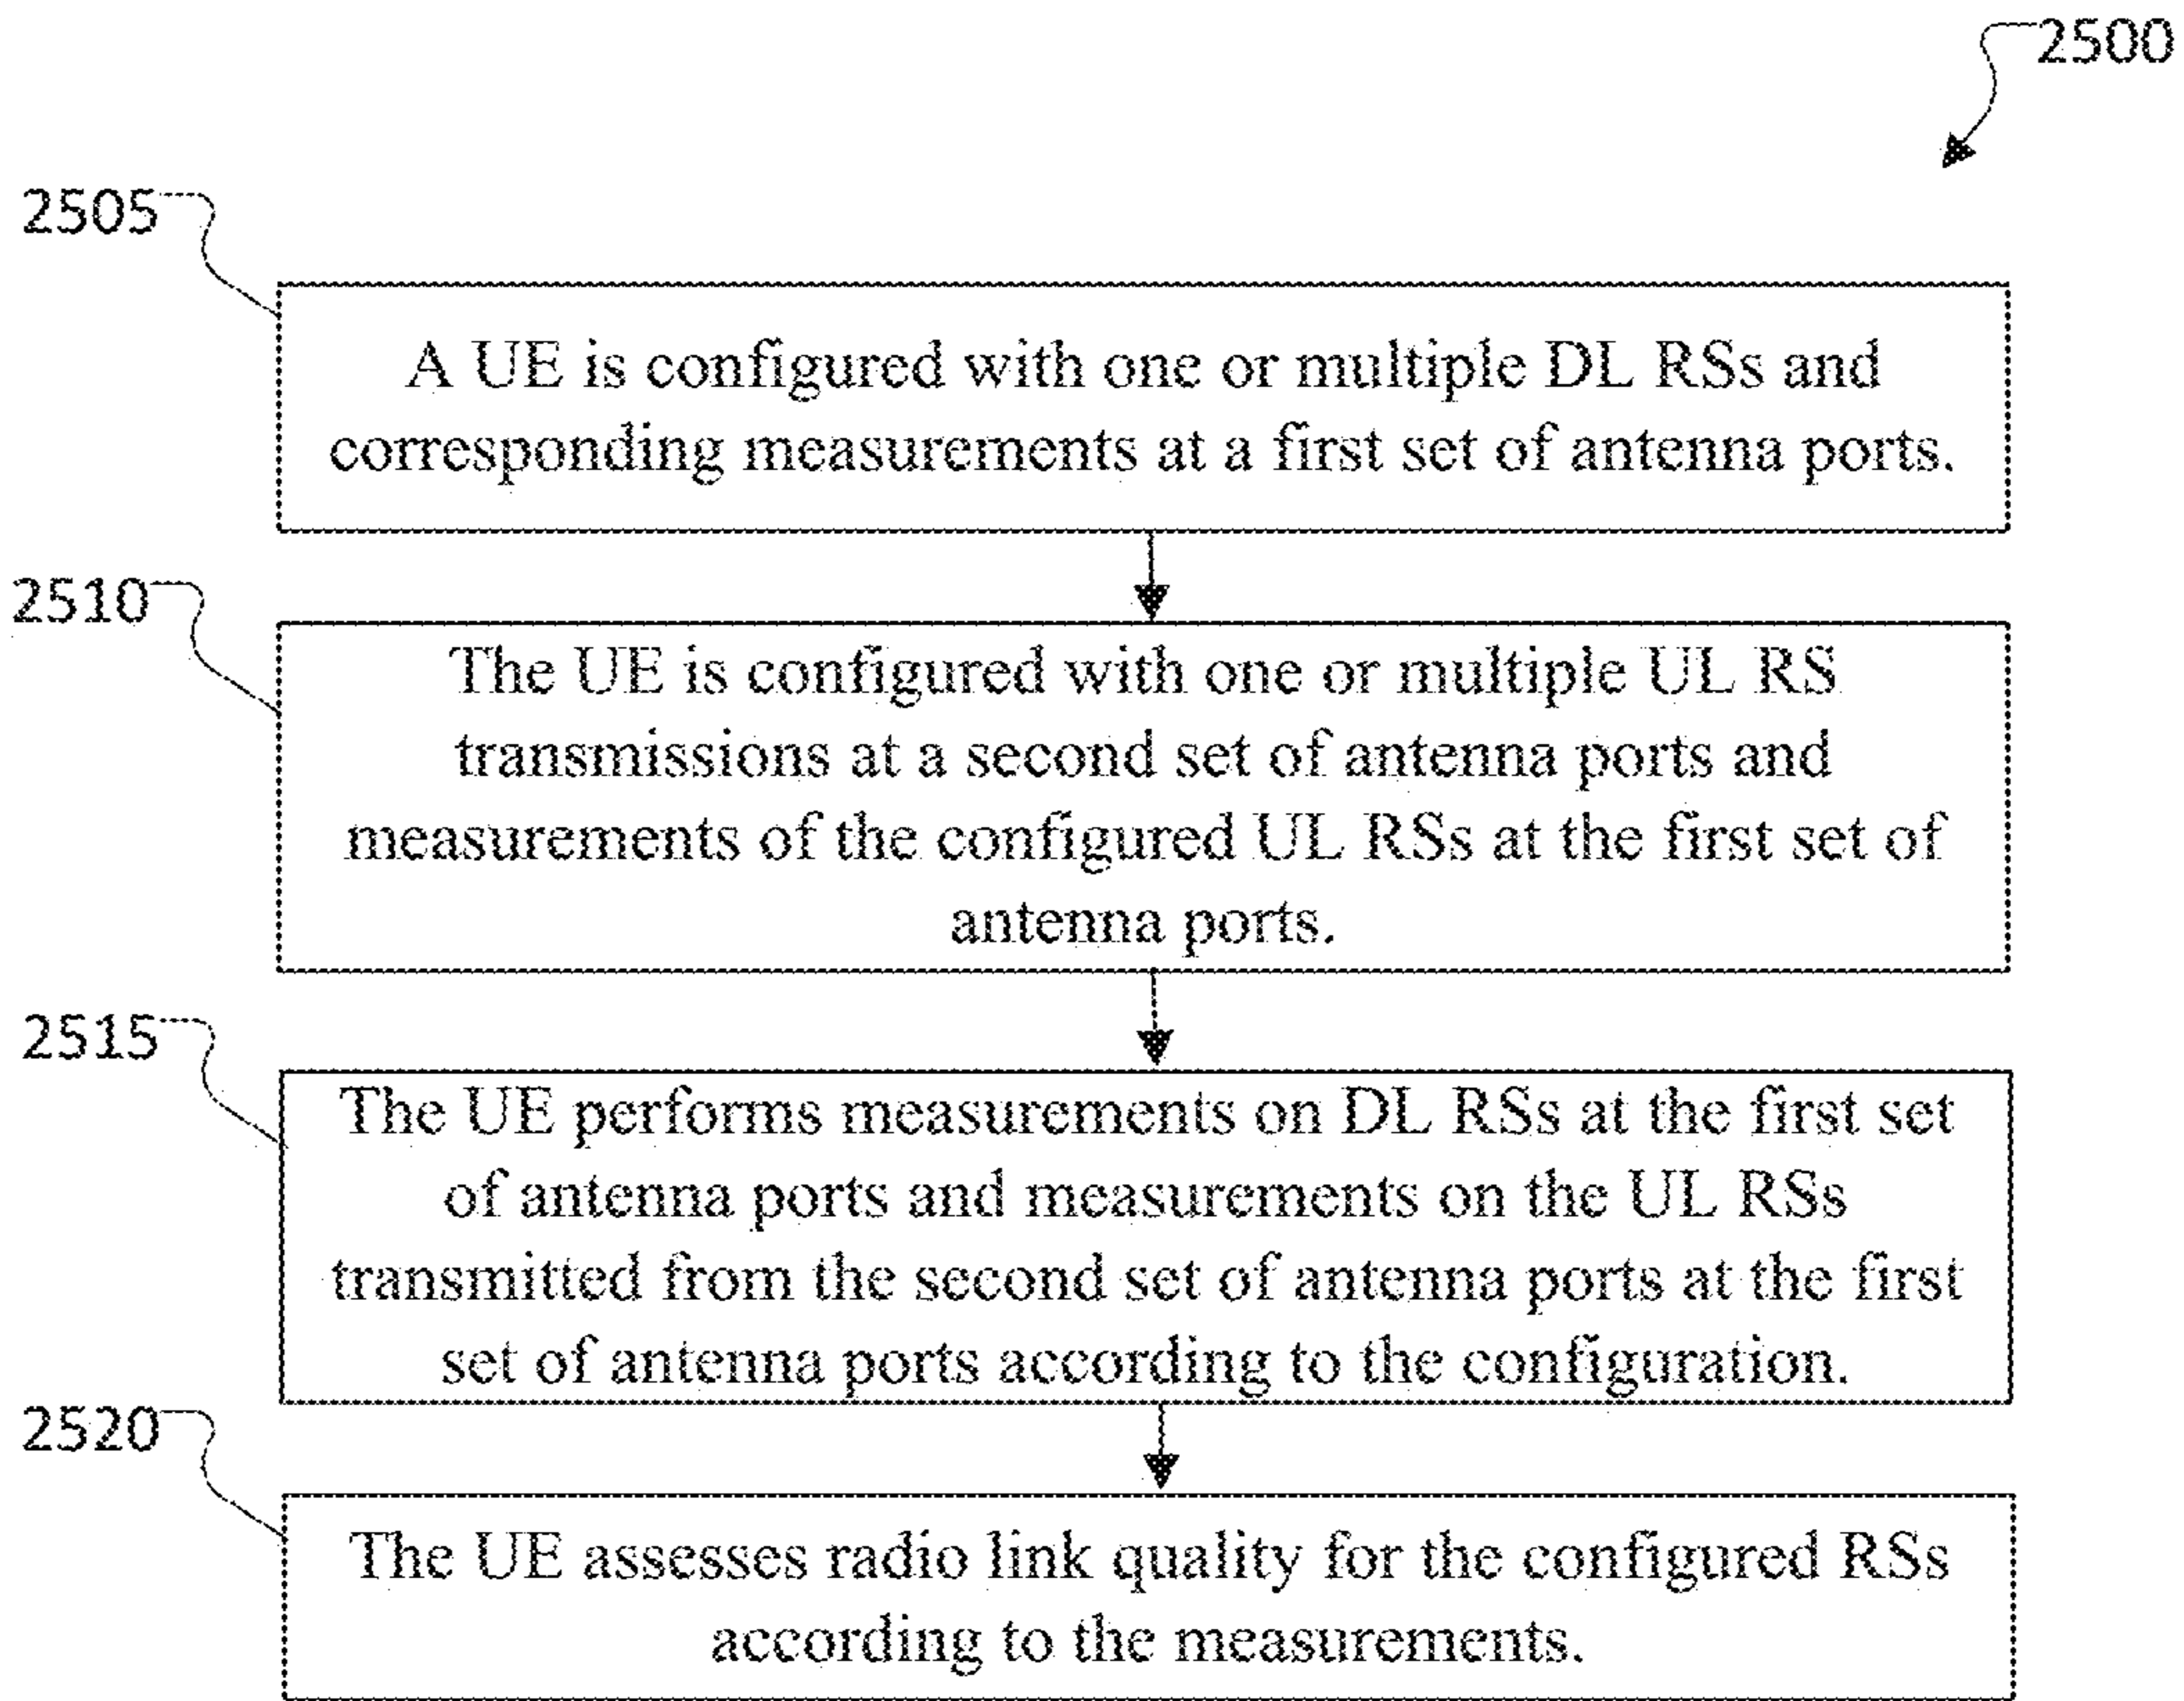 2500
2505
A UE is configured with one or multiple DL RSs and
corresponding measurements at a first set of antenna ports.
2510
The UE is configured with one or multiple UL RS
transmissions at a second set of antenna ports and
measurements of the configured UL RSs at the first set of
antenna ports.
2515
The UE performs measurements on DL RSs at the first set
of antenna ports and measurements on the UL RSs
transmitted from the second set of antenna ports at the first
set of antenna ports according to the configuration.
2520
The UE assesses radio link quality for the configured RSs
according to the measurements.